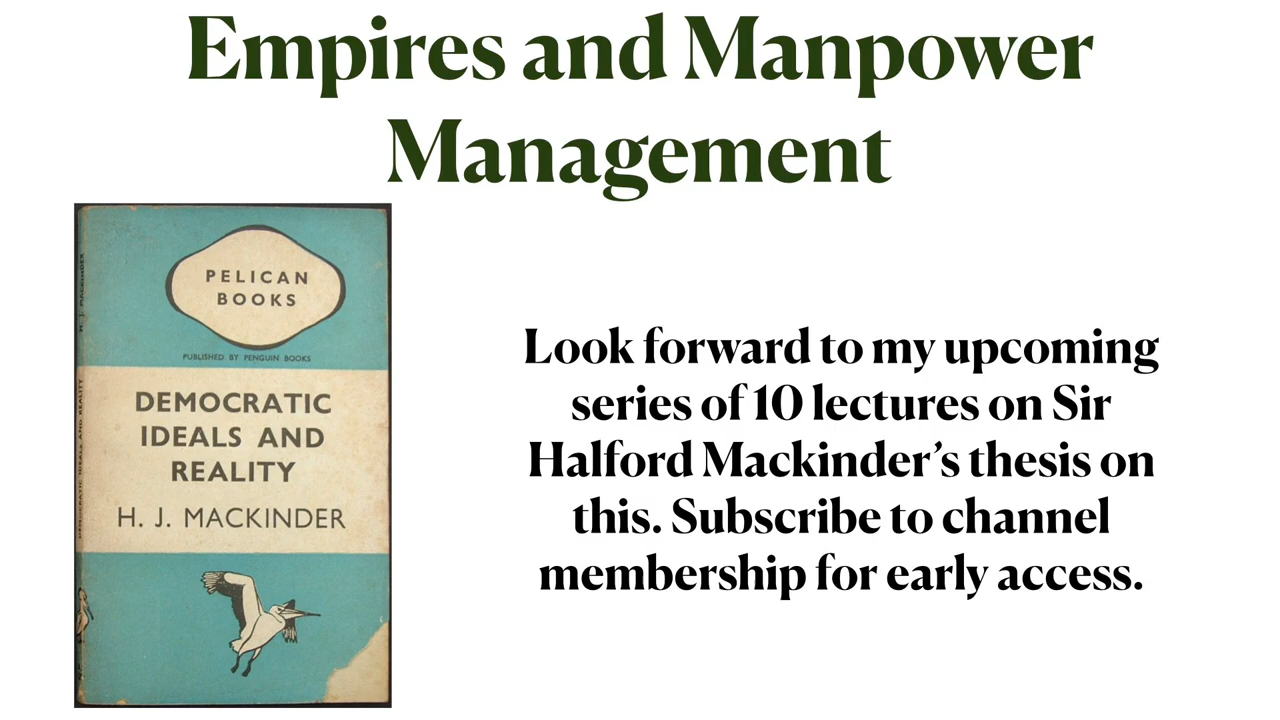 Empires and Manpower
Management
PELICAN
BOOKS
PUBLISHED BY PENGUIN BOOKS
DEMOCRATIC
IDEALS AND
REALITY
H. J. MACKINDER
Look forward to my upcoming
series of 10 lectures on Sir
Halford Mackinder’s thesis on
this. Subscribe to channel
membership for early access.